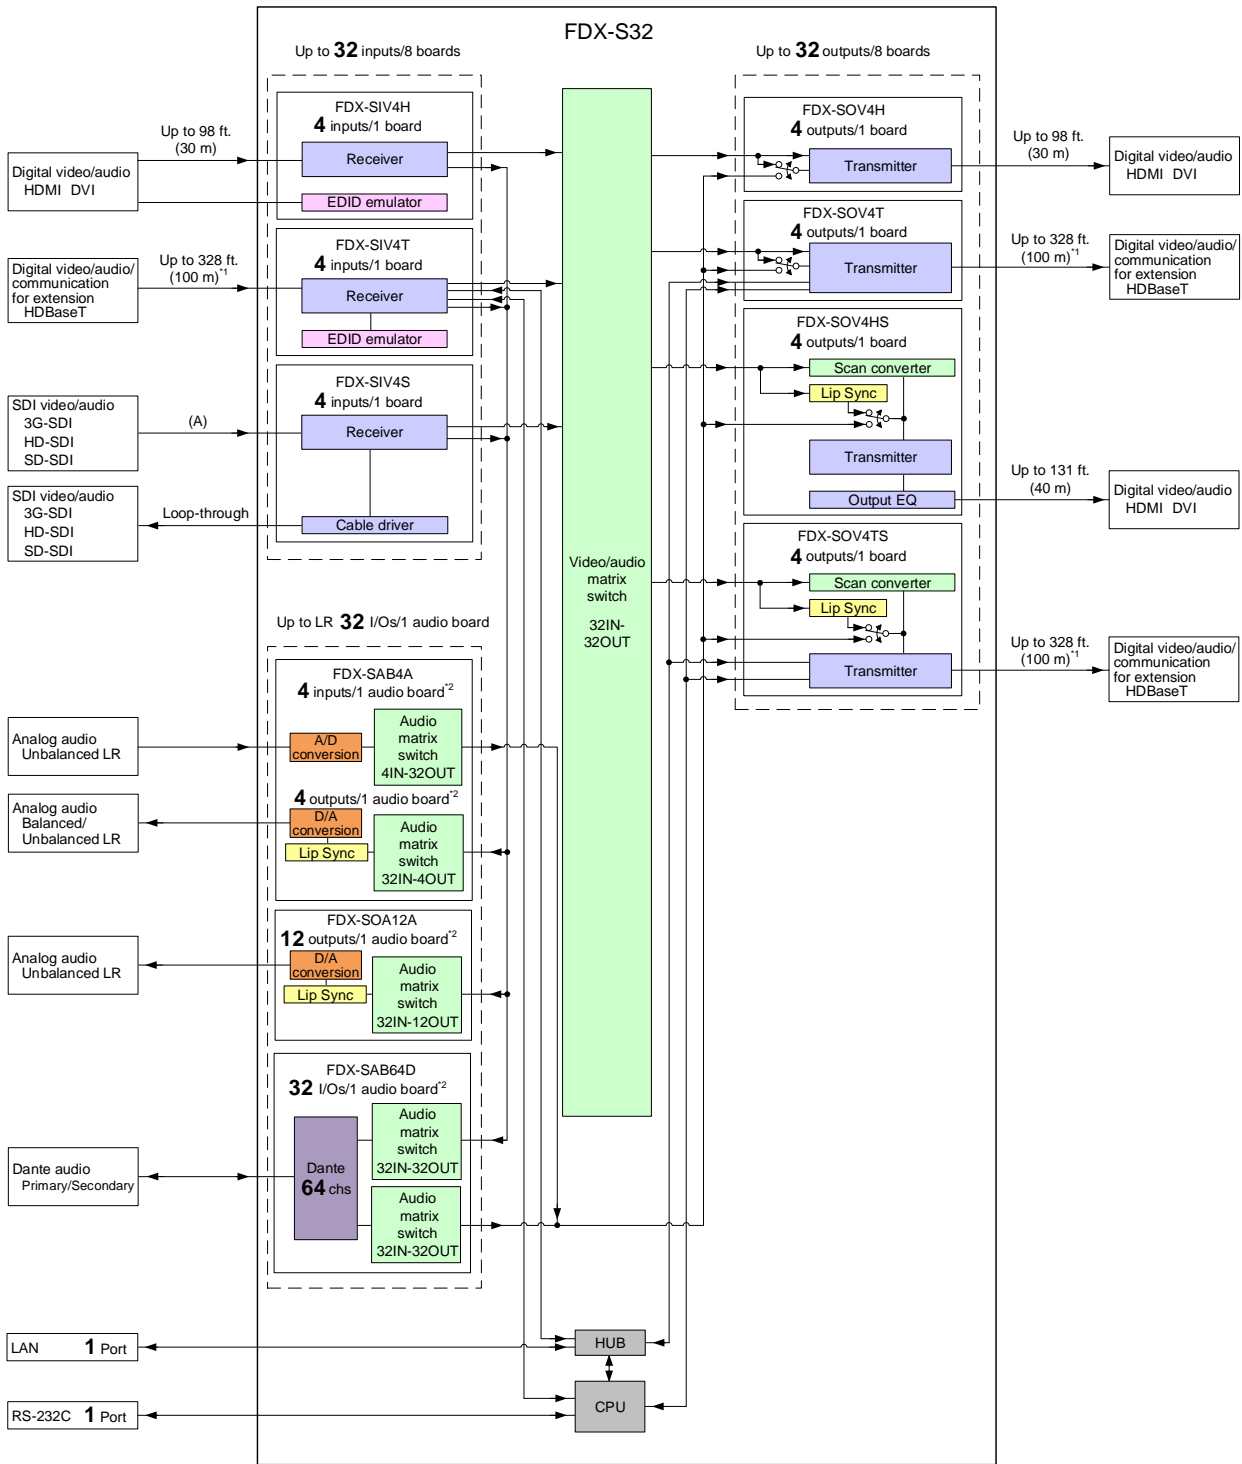 FDX-S32
Up to 32 inputs/8 boards
Up to 32 outputs/8 boards
FDX-SIV4H
4 inputs/1 board
Receiver
EDID emulator
Up to 98 ft.
(30 m)
Digital video/audio
HDMI DVI
FDX-SIV4T
4 inputs/1 board
Receiver
EDID emulator
Up to 328 ft.
(100 m)*1
Digital video/audio/
communication
for extension
HDBaseT
FDX-SIV4S
4 inputs/1 board
Receiver
Cable driver
SDI video/audio
3G-SDI
HD-SDI
SD-SDI
(A)
SDI video/audio
3G-SDI
HD-SDI
SD-SDI
Loop-through
Video/audio
matrix
switch
32IN-
32OUT
FDX-SOV4H
4 outputs/1 board
Transmitter
Up to 98 ft.
(30 m)
Digital video/audio
HDMI DVI
FDX-SOV4T
4 outputs/1 board
Transmitter
Up to 328 ft.
(100 m)*1
Digital video/audio/
communication
for extension
HDBaseT
FDX-SOV4HS
4 outputs/1 board
Scan converter
Lip Sync
Transmitter
Output EQ
Up to 131 ft.
(40 m)
Digital video/audio
HDMI DVI
FDX-SOV4TS
4 outputs/1 board
Scan converter
Lip Sync
Transmitter
Up to 328 ft.
(100 m)*1
Digital video/audio/
communication
for extension
HDBaseT
Up to LR 32 I/Os/1 audio board
FDX-SAB4A
4 inputs/1 audio board*2
A/D
conversion
Audio
matrix
switch
4IN-32OUT
Analog audio
Unbalanced LR
4 outputs/1 audio board*2
D/A
conversion
Lip Sync
Audio
matrix
switch
32IN-4OUT
Analog audio
Balanced/
Unbalanced LR
FDX-SOA12A
12 outputs/1 audio board*2
D/A
conversion
Lip Sync
Audio
matrix
switch
32IN-12OUT
Analog audio
Unbalanced LR
FDX-SAB64D
32 I/Os/1 audio board*2
Audio
matrix
switch
32IN-32OUT
Dante
64 chs
Audio
matrix
switch
32IN-32OUT
Dante audio
Primary/Secondary
LAN 1 Port
HUB
RS-232C 1 Port
CPU